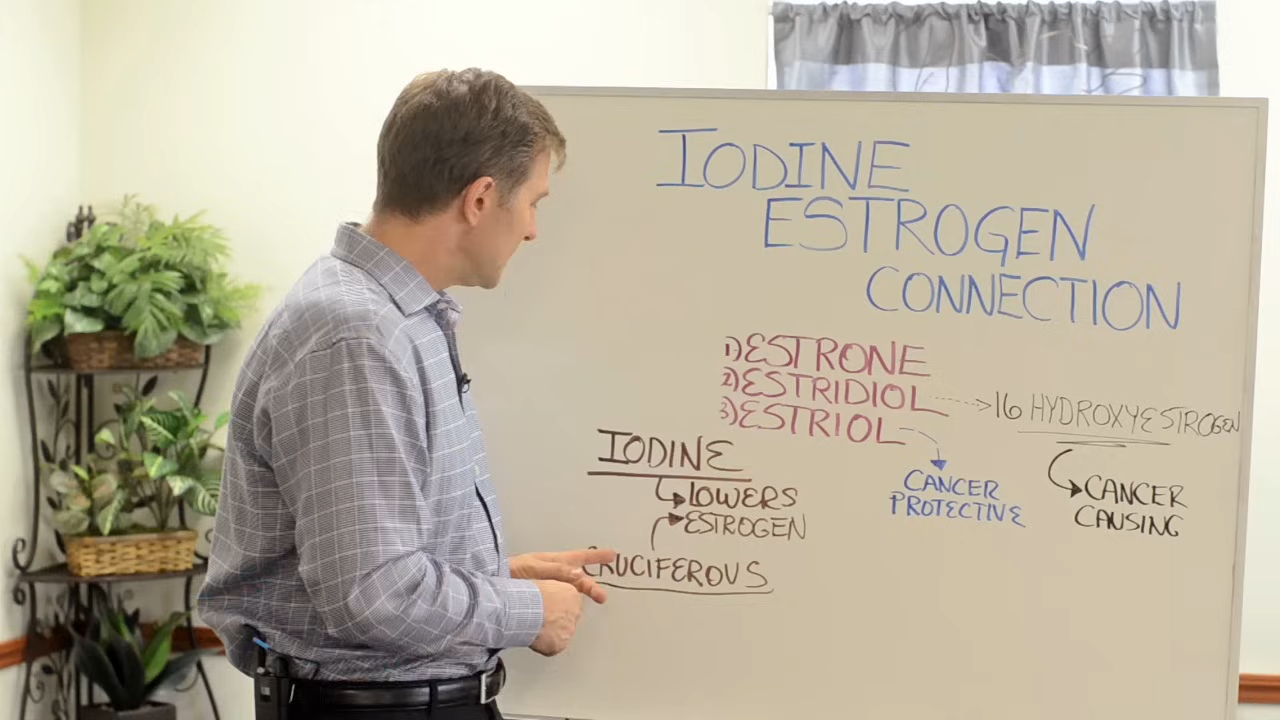 IODINE
ESTROGEN
CONNECTION
1) ESTRONE
2) ESTRIDIOL
3) ESTRIOL
16 HYDROXYESTROGEN
CANCER
PROTECTIVE
CANCER
CAUSING
IODINE
LOWERS
ESTROGEN
CRUCIFEROUS